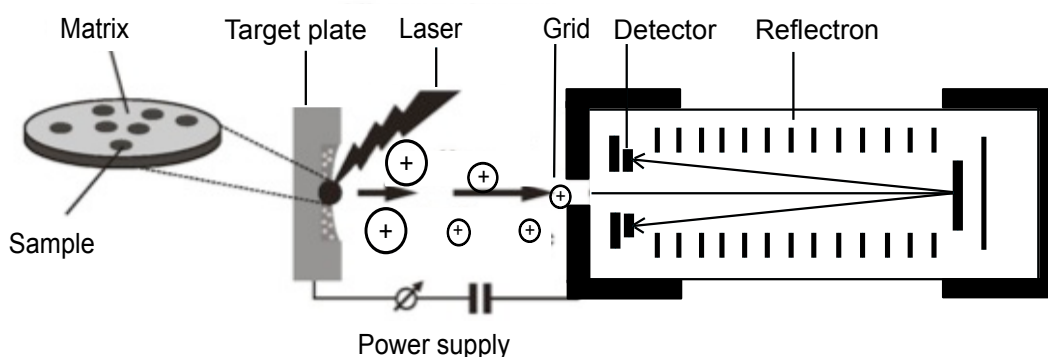 Matrix
Target plate
Laser
Grid
Detector
Reflectron
+
+
+
+
+
+
Sample
Power supply